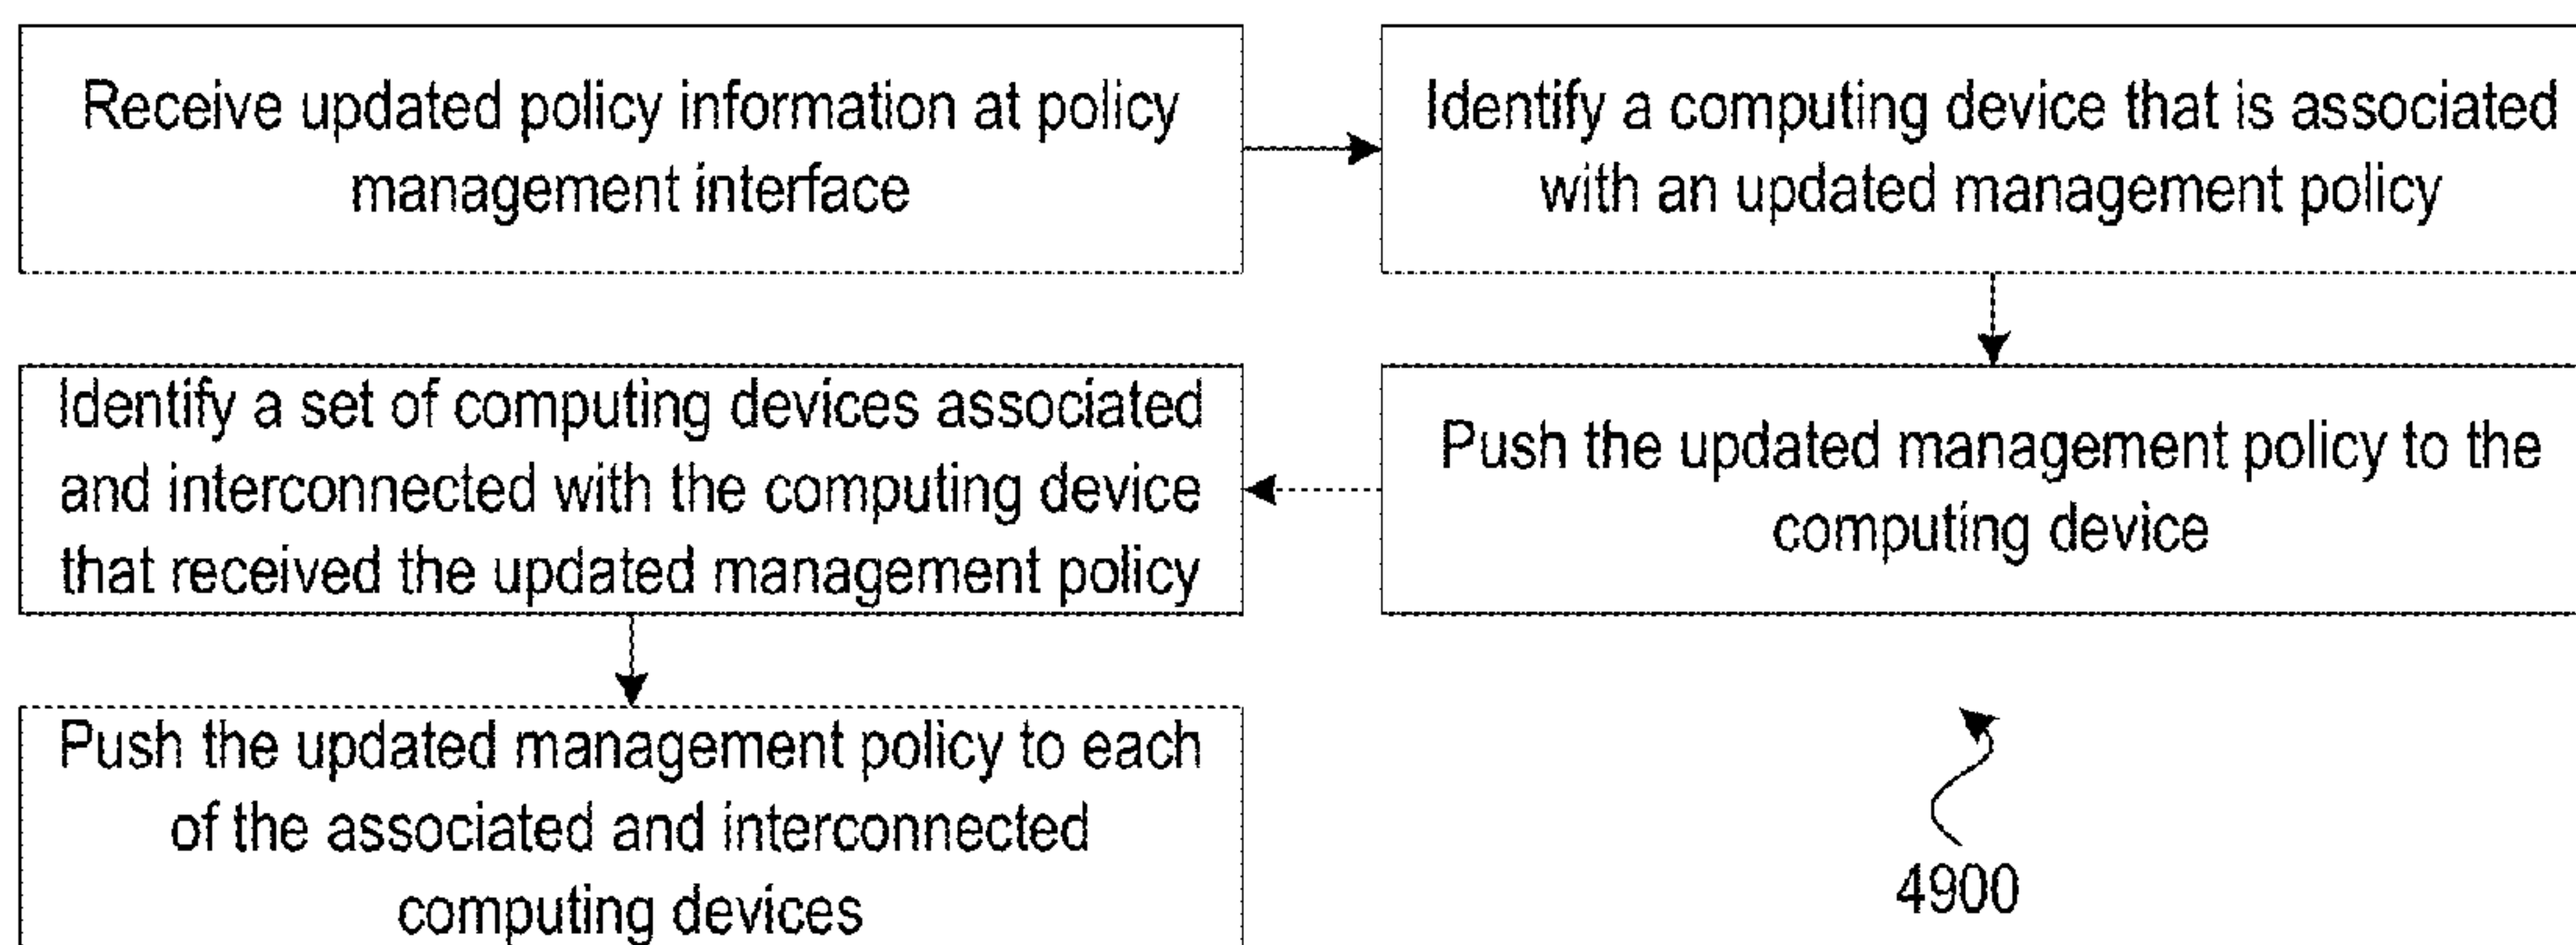 Receive updated policy information at policy
management interface
Identify a computing device that is associated
with an updated management policy
Push the updated management policy to the
computing device
Identify a set of computing devices associated
and interconnected with the computing device
that received the updated management policy
Push the updated management policy to each
of the associated and interconnected
computing devices
4900